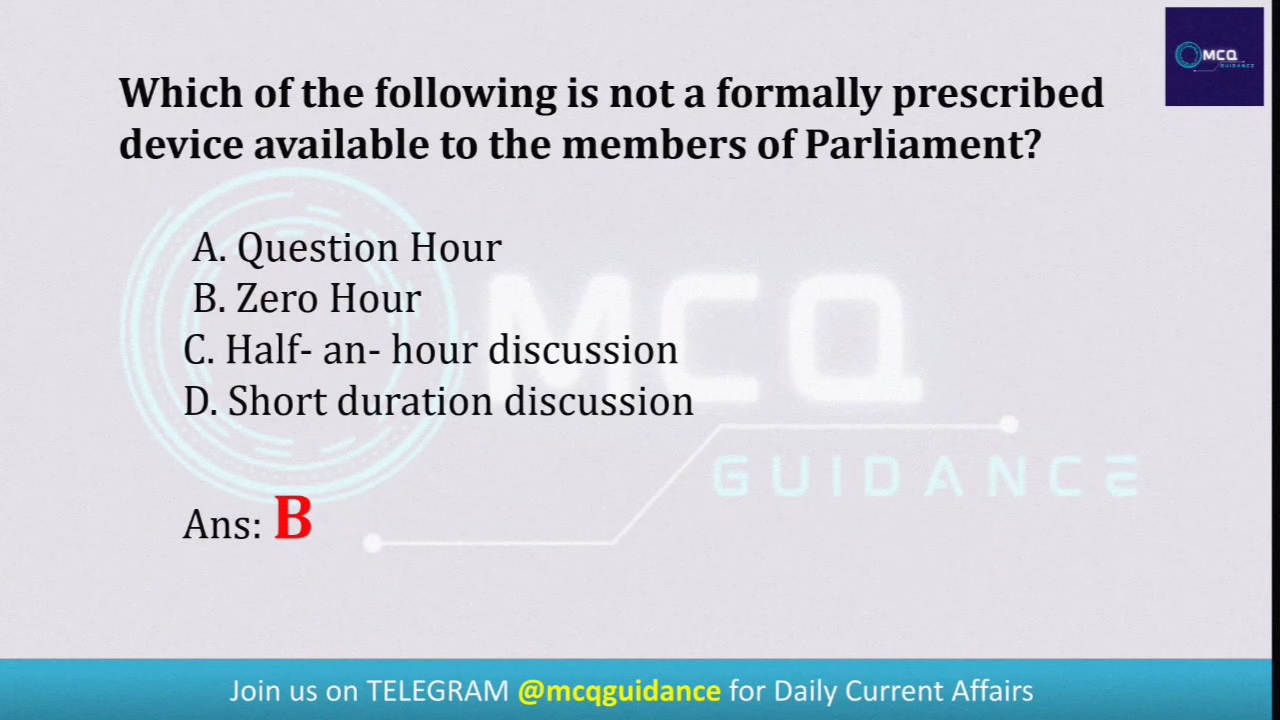 MCQ
GUIDANCE
Which of the following is not a formally prescribed
device available to the members of Parliament?
A. Question Hour
B. Zero Hour
C. Half- an- hour discussion
D. Short duration discussion
MCQ
GUIDANCE
Ans: B
Join us on TELEGRAM @mcqguidance for Daily Current Affairs